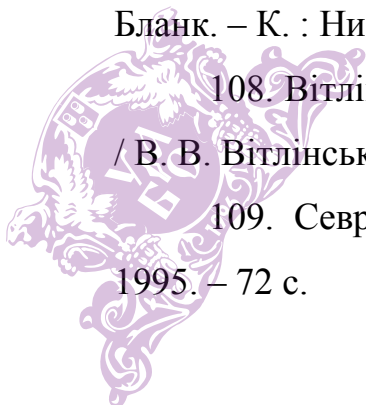 Бланк. – К. : Ни
108. Вітлі
/ В. В. Вітлінськ
109. Севр
1995. – 72 с.